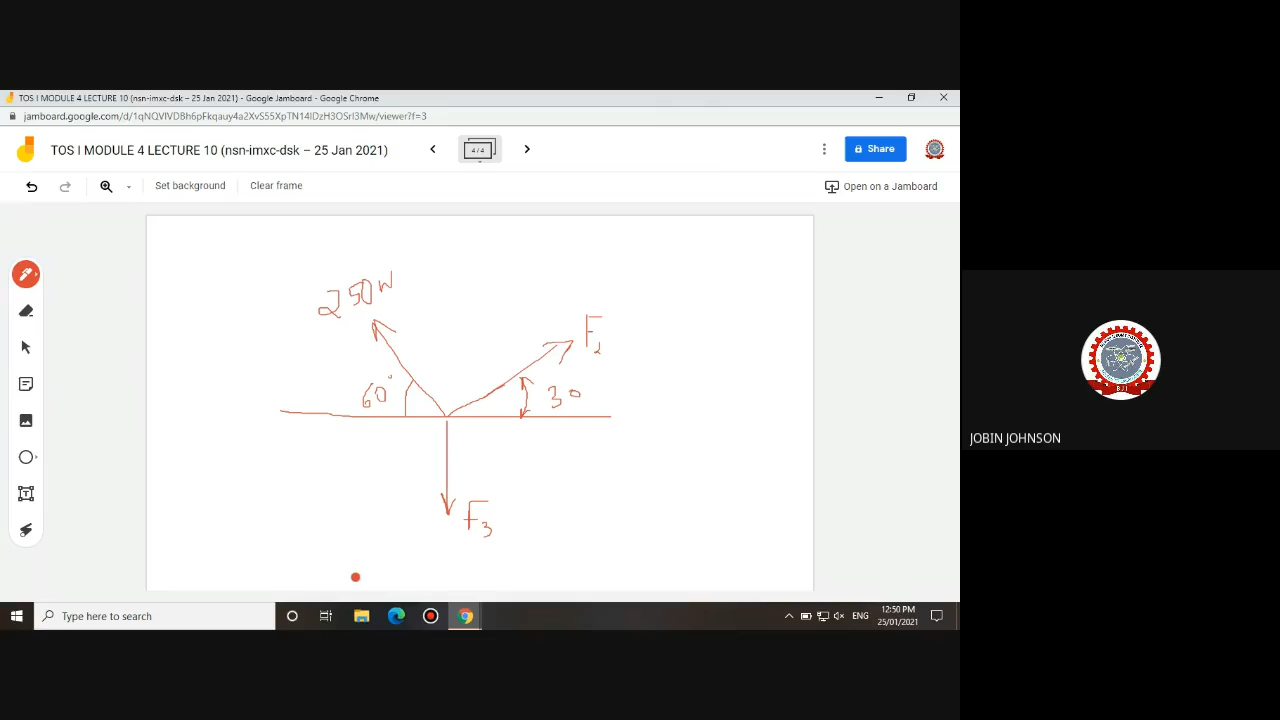 TOS I MODULE 4 LECTURE 10 (nsn-imxc-dsk – 25 Jan 2021) - Google Jamboard - Google Chrome
jamboard.google.com/d/1qNQVIVDBh6pFkqauy4a2XvS55XpTN14lDzH3OSrI3Mw/viewer?f=3
TOS I MODULE 4 LECTURE 10 (nsn-imxc-dsk – 25 Jan 2021)
4 / 4
Share
Set background
Clear frame
Open on a Jamboard
250N
F2
60°
30
F3
JOBIN JOHNSON
BJI
Type here to search
ENG
12:50 PM
25/01/2021